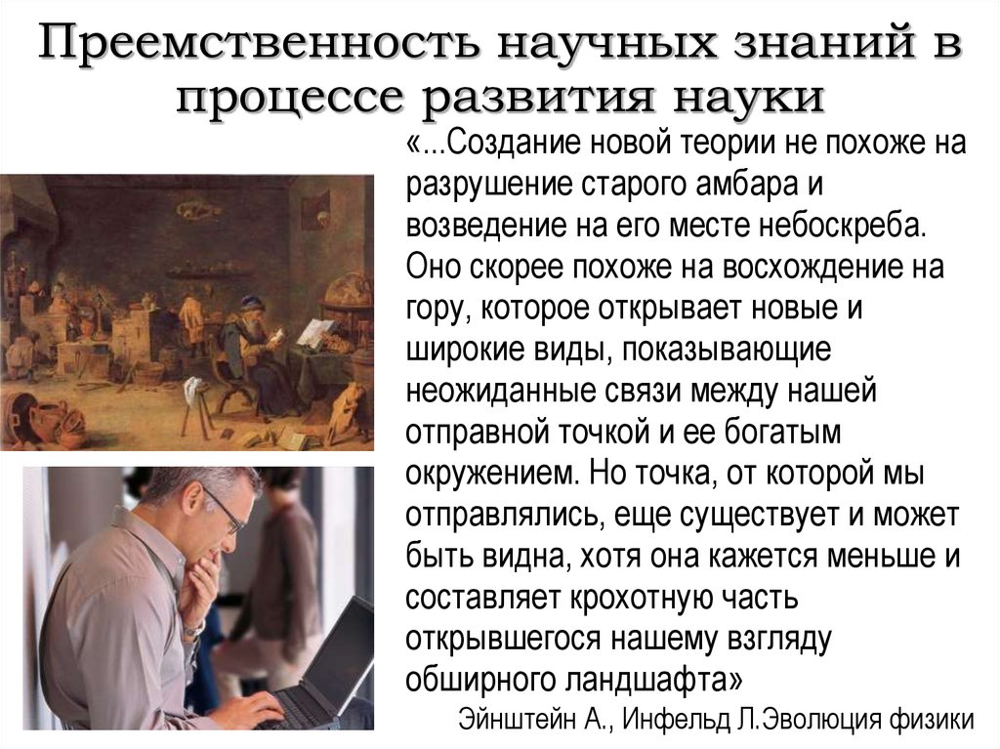 Преемственность научных знаний в
процессе развития науки
«...Создание новой теории не похоже на
разрушение старого амбара и
возведение на его месте небоскреба.
Оно скорее похоже на восхождение на
гору, которое открывает новые и
широкие виды, показывающие
неожиданные связи между нашей
отправной точкой и ее богатым
окружением. Но точка, от которой мы
отправлялись, еще существует и может
быть видна, хотя она кажется меньше и
составляет крохотную часть
открывшегося нашему взгляду
обширного ландшафта»
Эйнштейн А., Инфельд Л.Эволюция физики